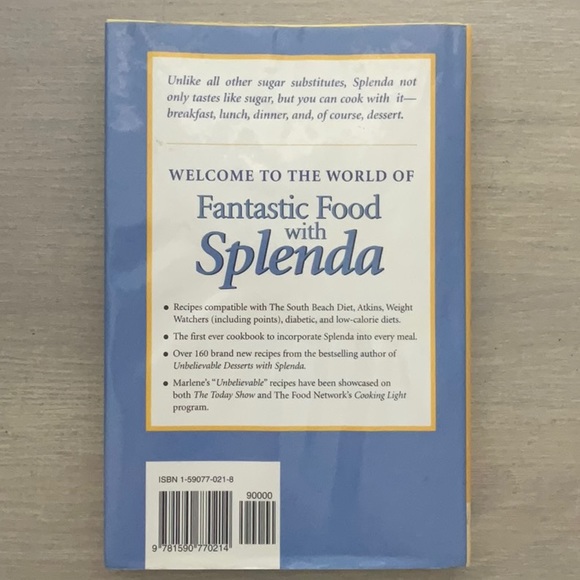 Unlike all other sugar substitutes, Splenda not
only tastes like sugar, but you can cook with it—
breakfast, lunch, dinner, and, of course, dessert.
WELCOME TO THE WORLD OF
Fantastic Food
with
Splenda
• Recipes compatible with The South Beach Diet, Atkins, Weight
Watchers (including points), diabetic, and low-calorie diets.
• The first ever cookbook to incorporate Splenda into every meal.
• Over 160 brand new recipes from the bestselling author of
Unbelievable Desserts with Splenda.
• Marlene's "Unbelievable" recipes have been showcased on
both The Today Show and The Food Network's Cooking Light
program.
ISBN 1-59077-021-8
90000
9 781590 770214